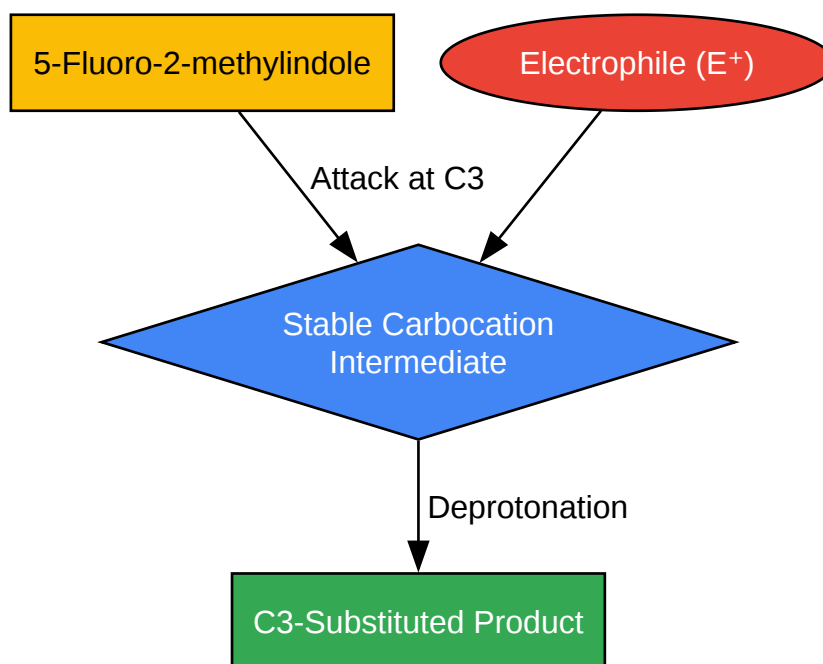 5-Fluoro-2-methylindole
Electrophile (E⁺)
Attack at C3
Stable Carbocation
Intermediate
Deprotonation
C3-Substituted Product